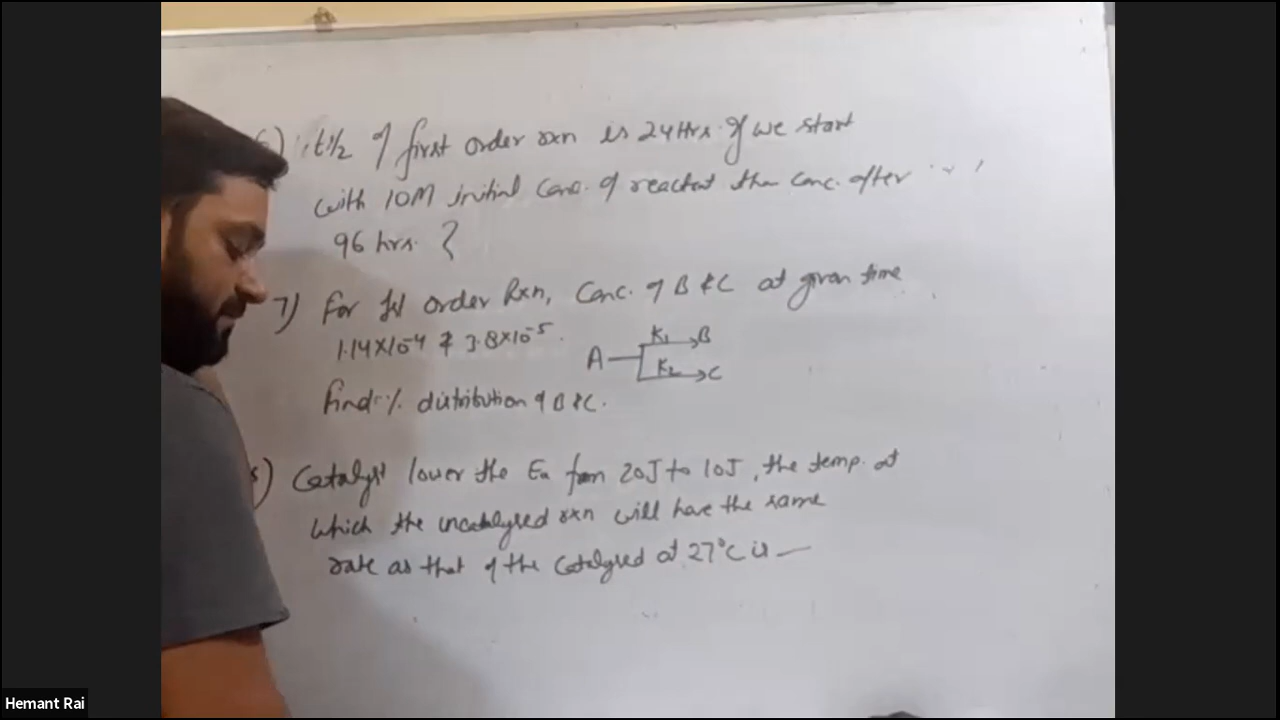 6) t1/2 of first order rxn is 24Hrs. If we start
with 10M initial conc. of reactant then conc. after
96 hrs. ?
7) For 1st order Rxn, Conc. of B & C at given time
1.14×10-4 & 3.8×10-5.
A K1 B
K2 C
find % distribution of B & C.
8) Catalyst lower the Ea from 20J to 10J, the temp. at
which the uncatalysed rxn will have the same
rate as that of the catalysed at 27°C is —
Hemant Rai